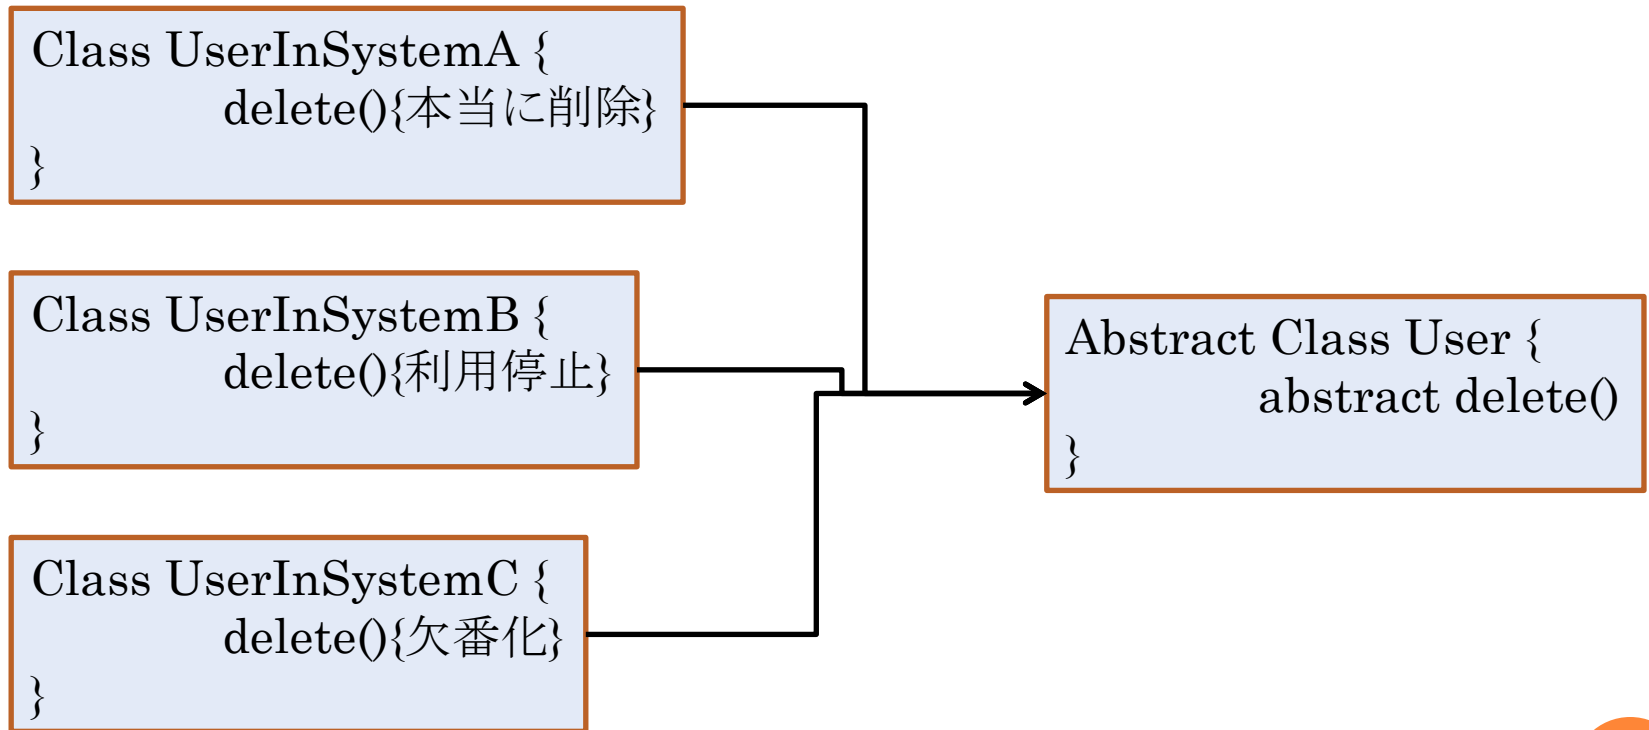 Class UserInSystemA {
delete(){本当に削除}
}
Class UserInSystemB {
delete(){利用停止}
}
Class UserInSystemC {
delete(){欠番化}
}
Abstract Class User {
abstract delete()
}